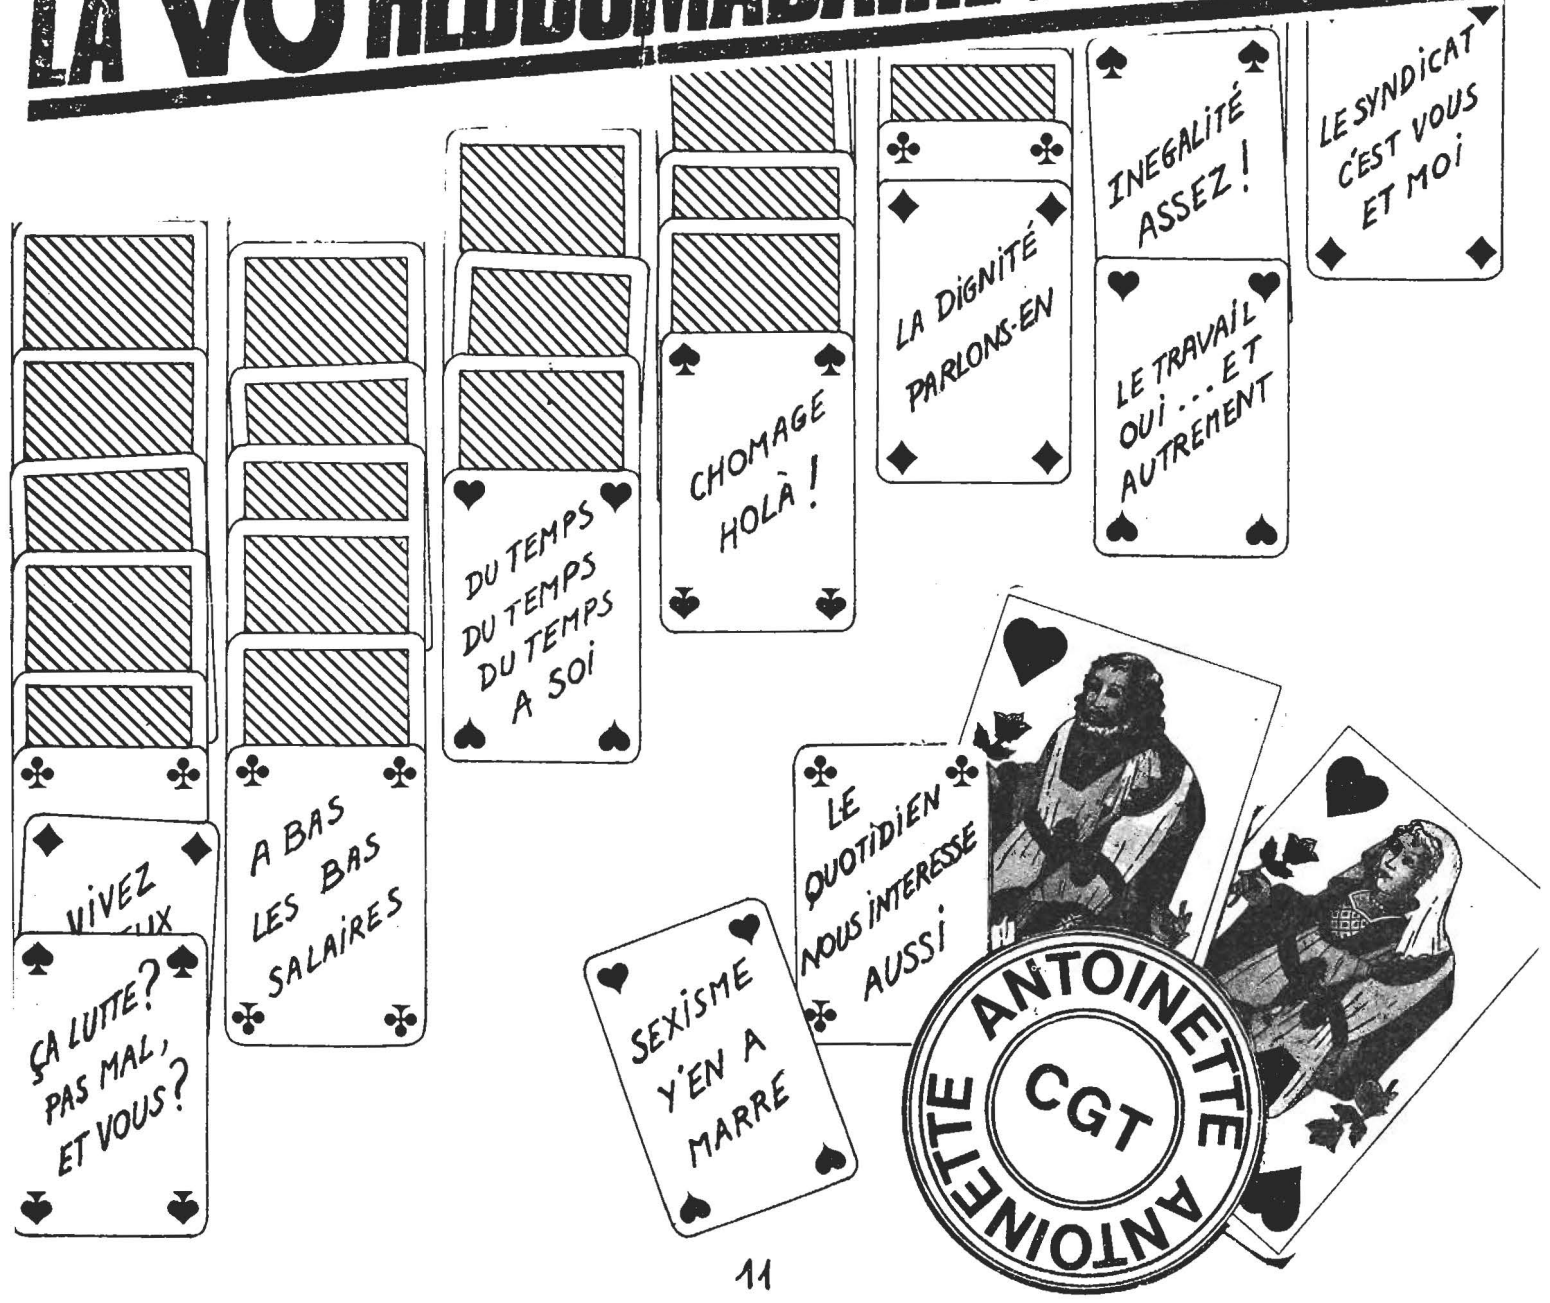 LA VO HEBDOMADAIRE
LE SYNDICAT
C'EST VOUS
ET MOI
INEGALITÉ
ASSEZ !
LE TRAVAIL
OUI ... ET
AUTREMENT
LA DIGNITÉ
PARLONS-EN
CHOMAGE
HOLÀ !
DU TEMPS
DU TEMPS
DU TEMPS
A SOI
A BAS
LES BAS
SALAIRES
VIVEZ
ÇA LUTTE ?
PAS MAL,
ET VOUS ?
LE
QUOTIDIEN
NOUS INTERESSE
AUSSI
SEXISME
Y'EN A
MARRE
ANTOINETTE ANTOINETTE ANTOINETTE
CGT
11